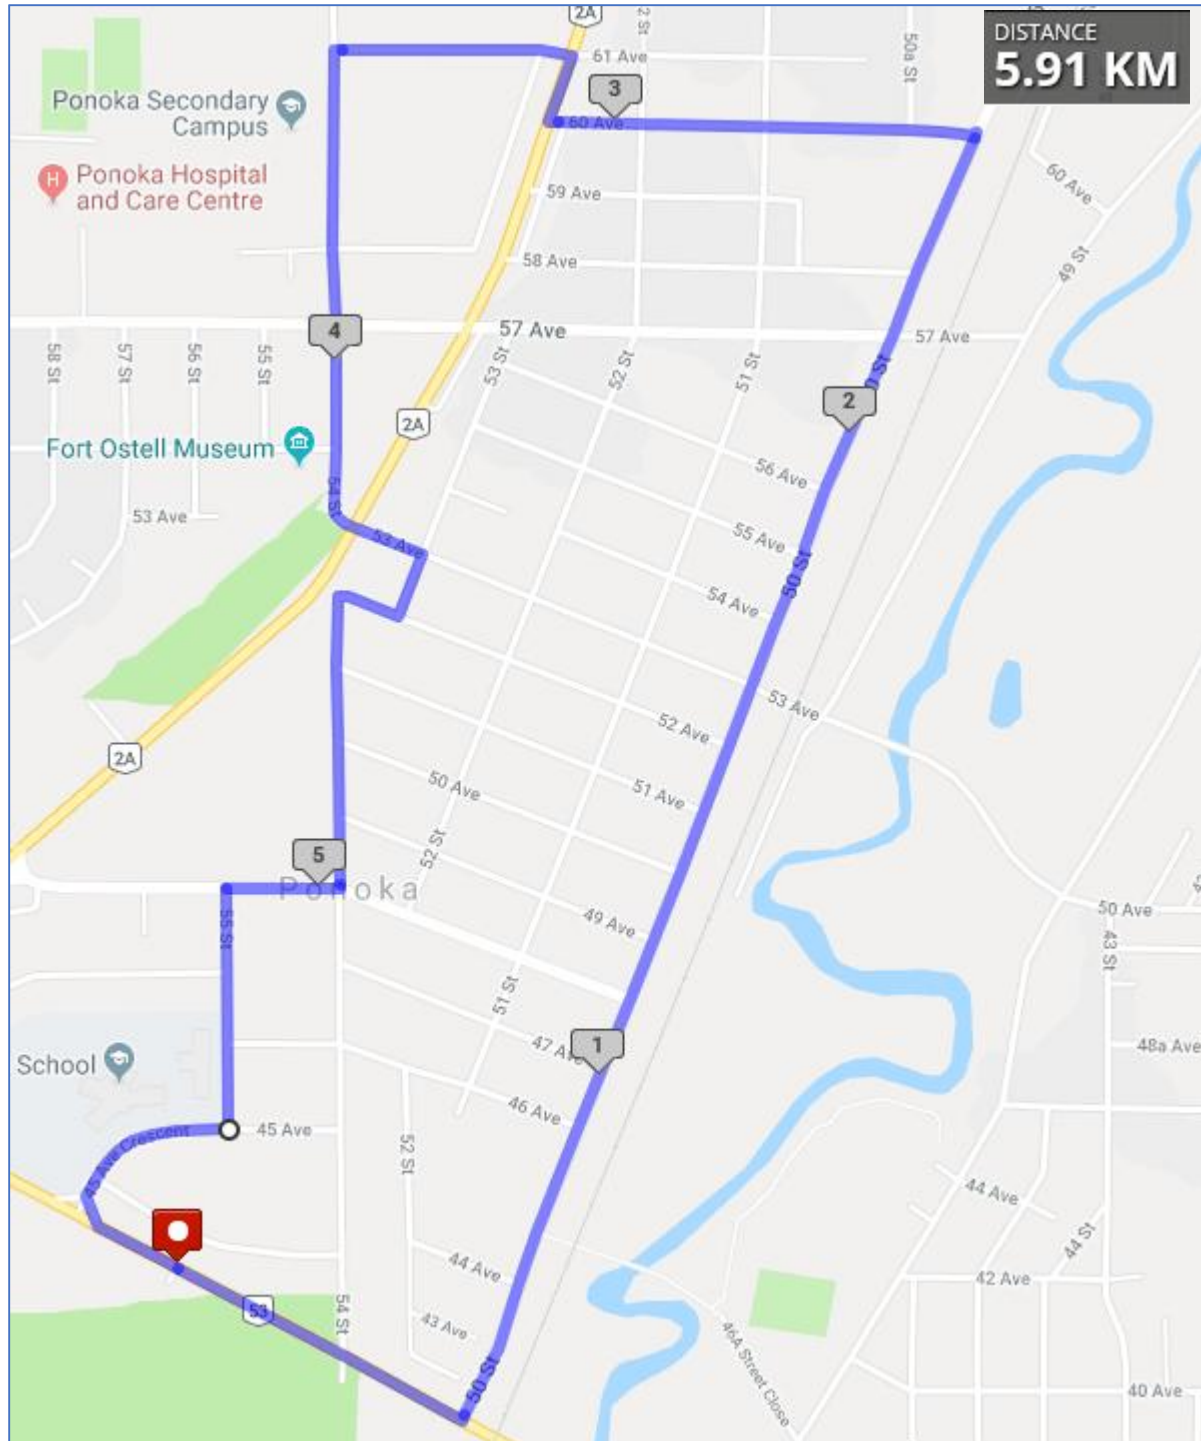 2A
2 St
50a St
DISTANCE
5.91 KM
61 Ave
3
60 Ave
Ponoka Secondary
Campus
H
Ponoka Hospital
and Care Centre
59 Ave
60 Ave
58 Ave
49 St
4
57 Ave
57 Ave
58 St
57 St
56 St
55 St
53 St
52 St
51 St
0 St
2
2A
Fort Ostell Museum
56 Ave
54 St
53 Ave
53 Ave
55 Ave
50 St
54 Ave
53 Ave
52 Ave
2A
50 Ave
51 Ave
52 St
5
Ponoka
49 Ave
50 Ave
55 St
43 St
51 St
47 Ave
1
48a Ave
School
46 Ave
45 Ave
45 Ave Crescent
52 St
44 Ave
44 St
44 Ave
42 Ave
53
54 St
43 Ave
46A Street Close
50 St
40 Ave